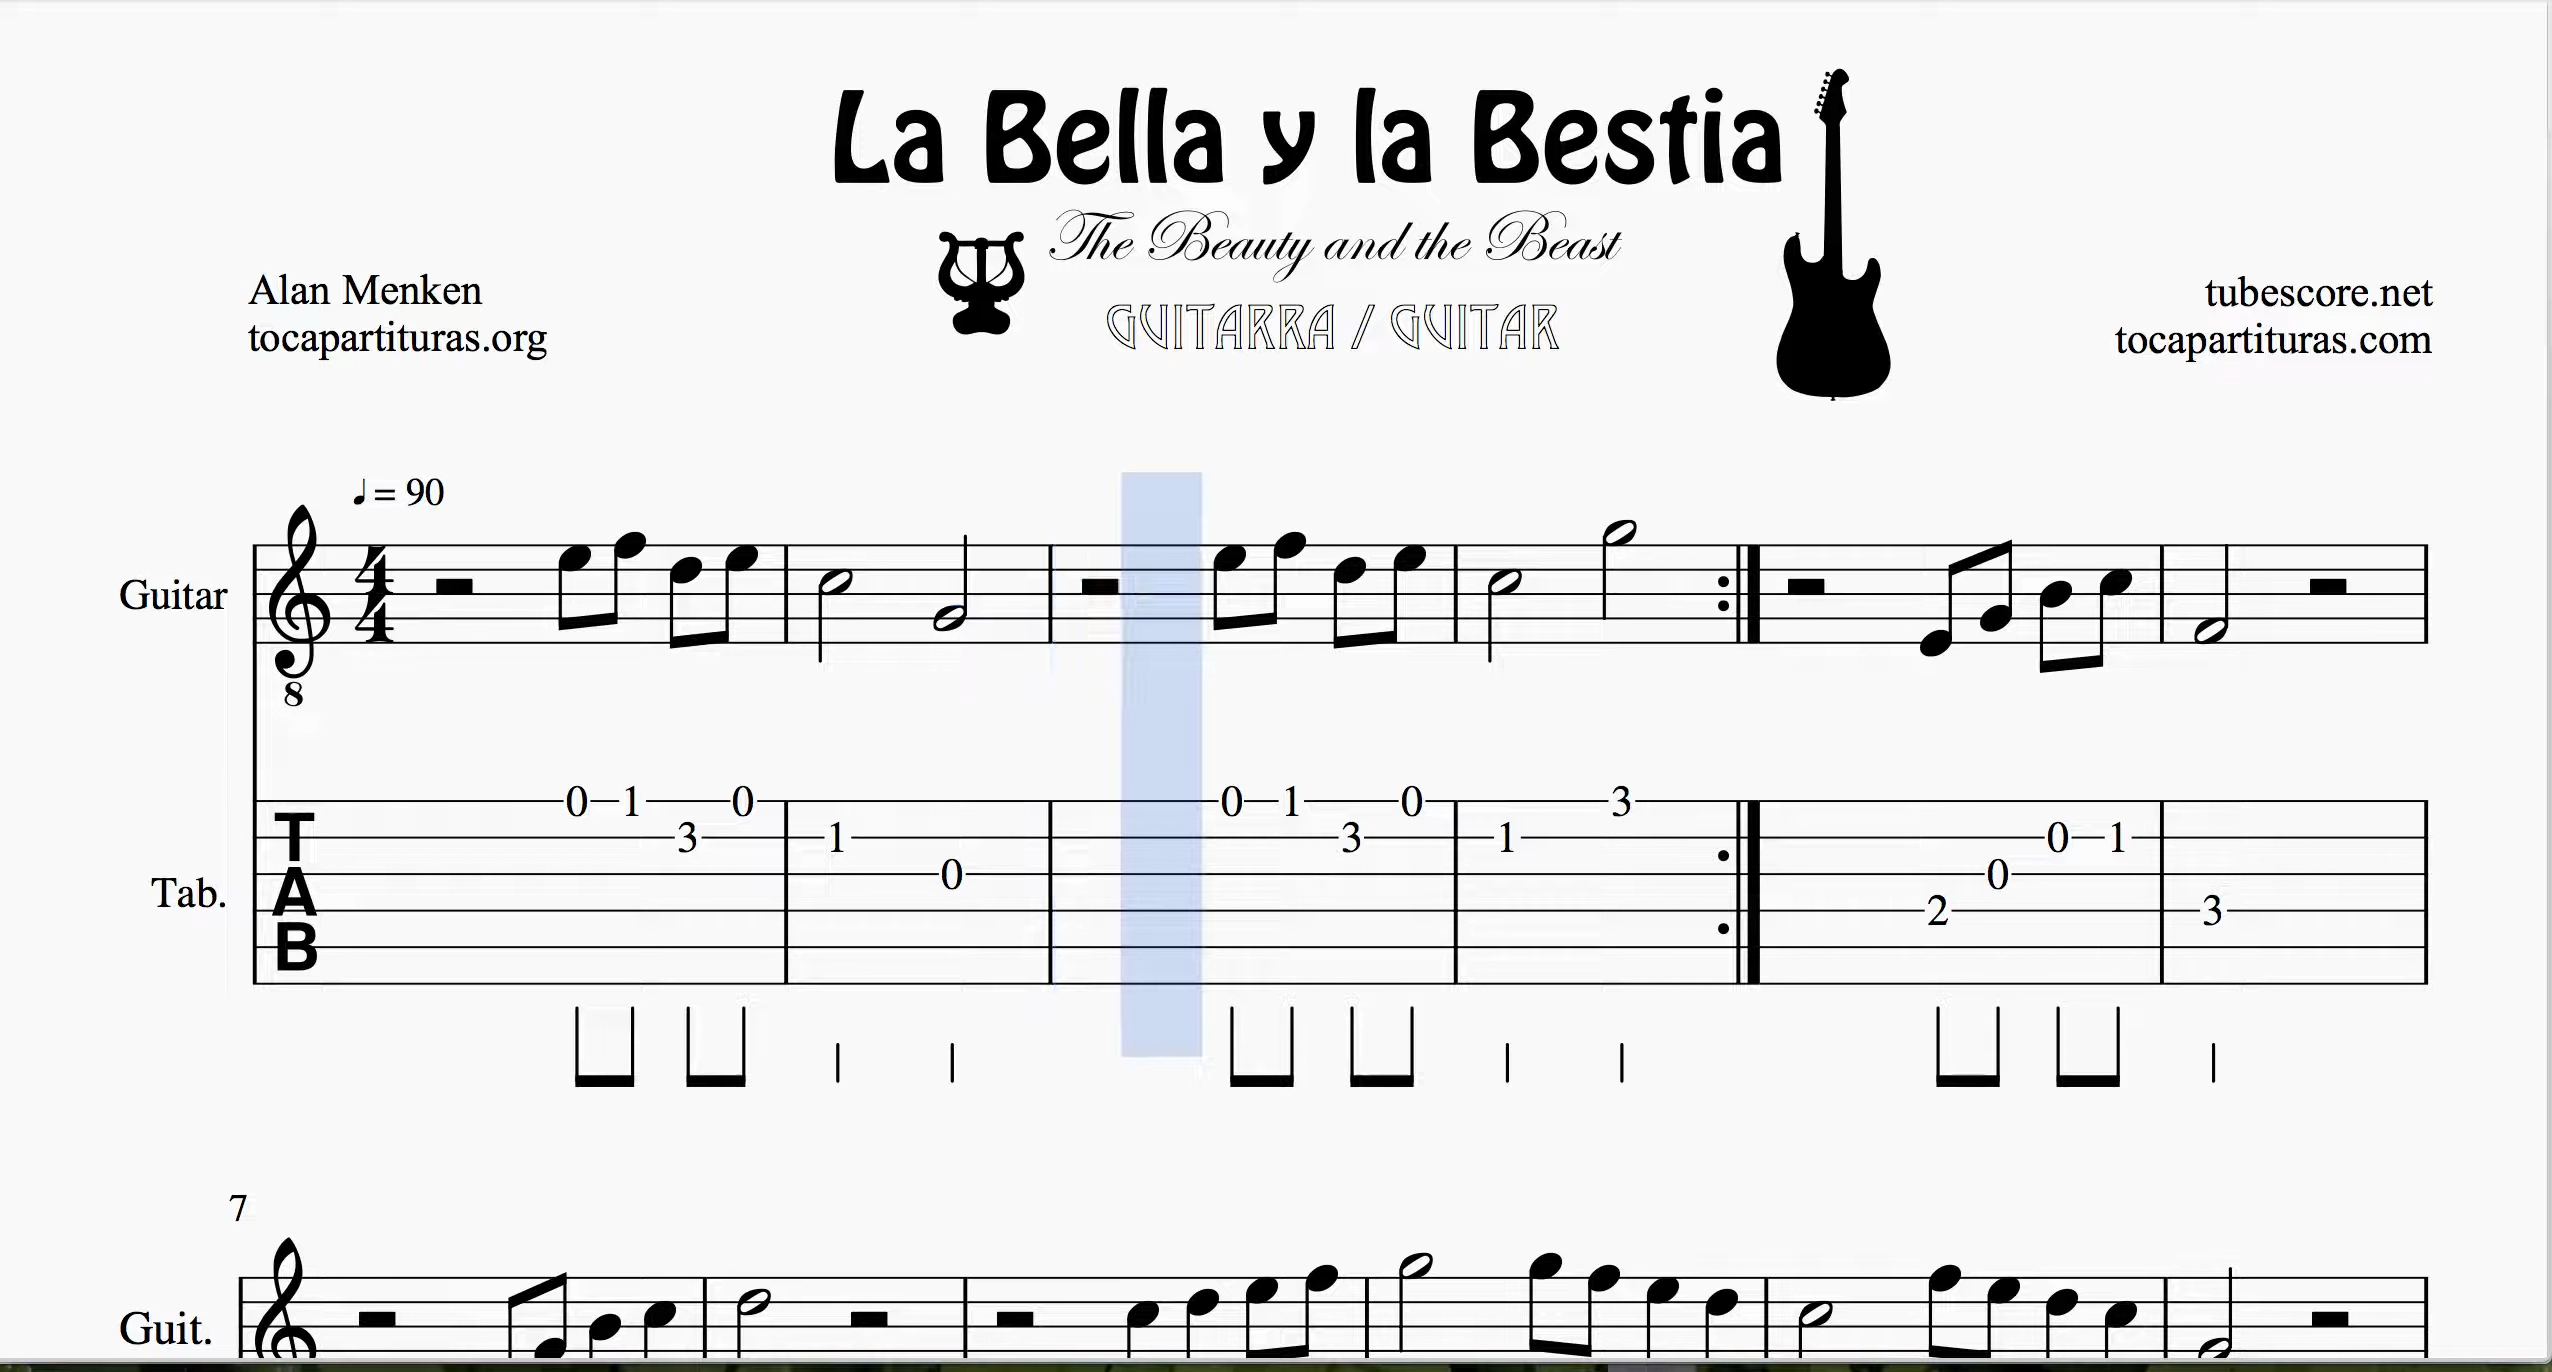 La Bella y la Bestia
The Beauty and the Beast
GUITARRA / GUITAR
Alan Menken
tocapartituras.org
tubescore.net
tocapartituras.com
♩ = 90
Guitar
4
4
8
Tab.
T
A
B
0 1 3 0 1 0 0 1 3 0 1 3 2 0 0 1 3
7
Guit.